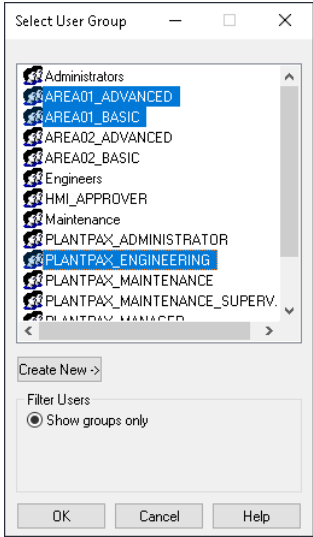 Select User Group
Administrators
AREA01_ADVANCED
AREA01_BASIC
AREA02_ADVANCED
AREA02_BASIC
Engineers
HMI_APPROVER
Maintenance
PLANTPAX_ADMINISTRATOR
PLANTPAX_ENGINEERING
PLANTPAX_MAINTENANCE
PLANTPAX_MAINTENANCE_SUPERV.
PLANTPAX_MANAGER
Create New ->
Filter Users
Show groups only
OK Cancel Help